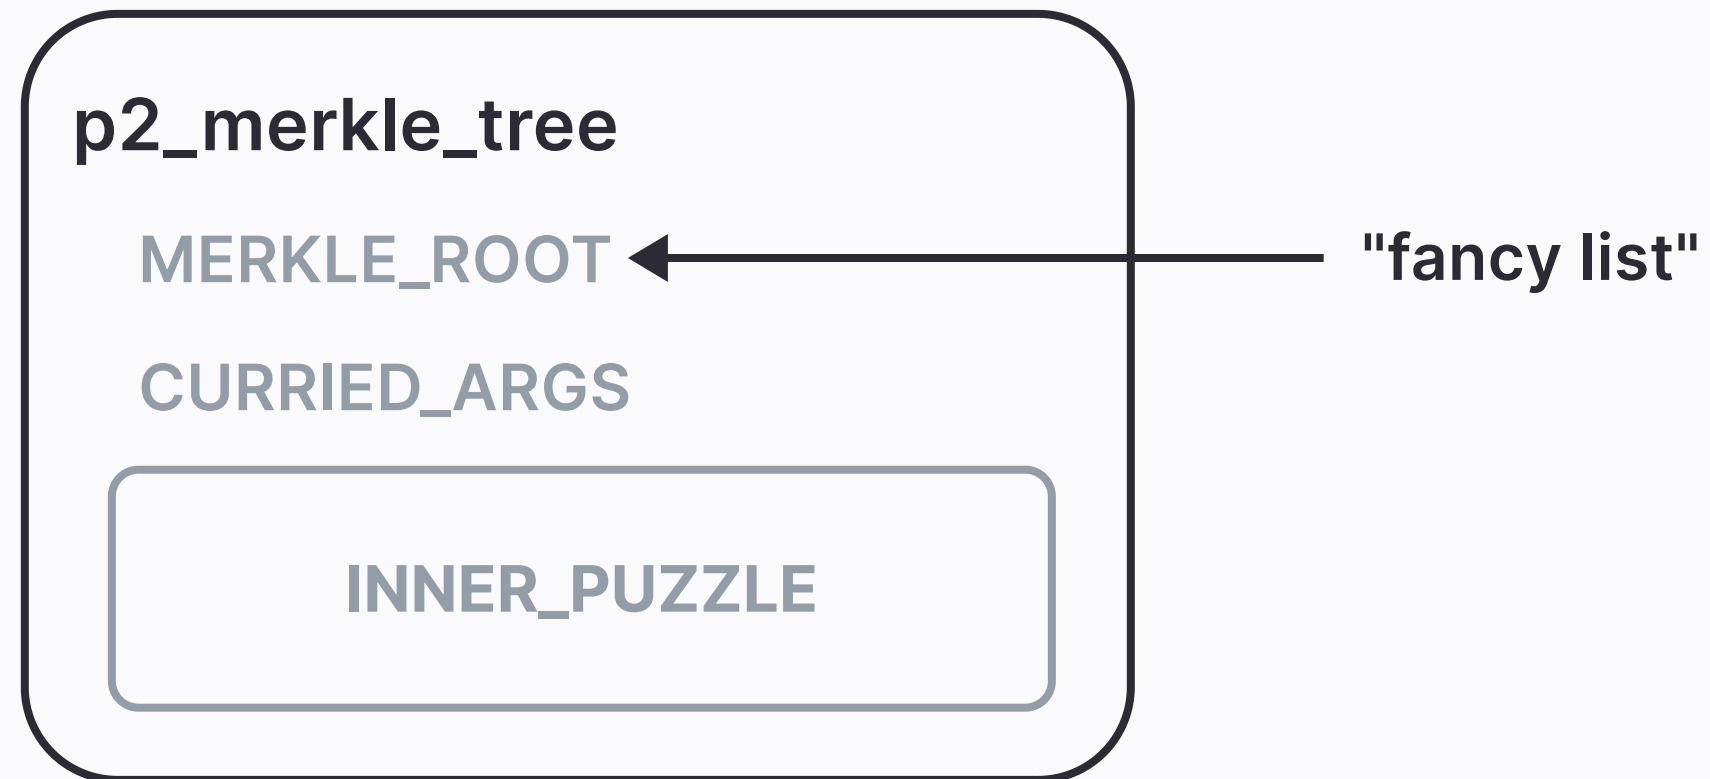 p2_merkle_tree
MERKLE_ROOT
"fancy list"
CURRIED_ARGS
INNER_PUZZLE